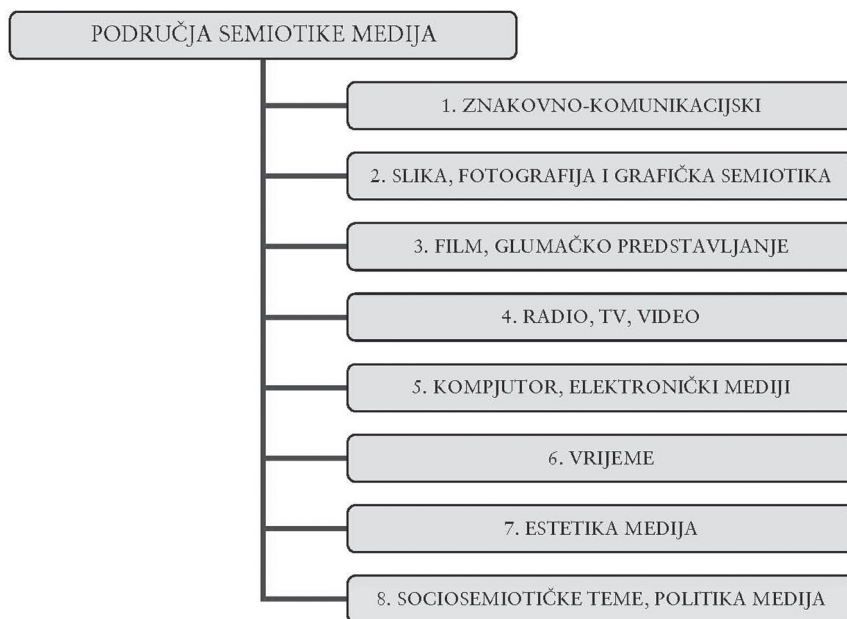 PODRUČJA SEMIOTIKE MEDIJA
1. ZNAKOVNO-KOMUNIKACIJSKI
2. SLIKA, FOTOGRAFIJA I GRAFIČKA SEMIOTIKA
3. FILM, GLUMAČKO PREDSTAVLJANJE
4. RADIO, TV, VIDEO
5. KOMPJUTOR, ELEKTRONIČKI MEDIJI
6. VRIJEME
7. ESTETIKA MEDIJA
8. SOCIOSEMIOTIČKE TEME, POLITIKA MEDIJA